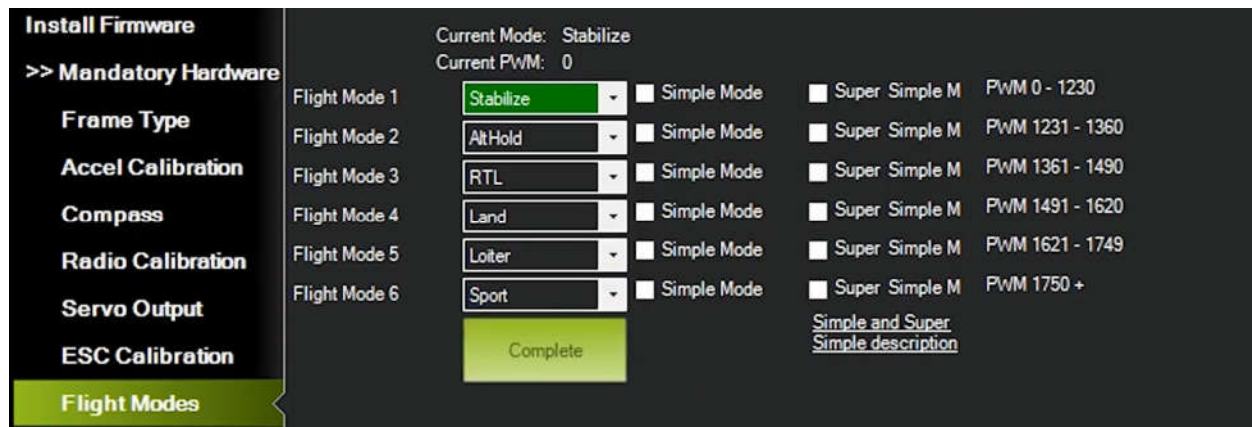 Install Firmware
>> Mandatory Hardware
Frame Type
Accel Calibration
Compass
Radio Calibration
Servo Output
ESC Calibration
Flight Modes
Current Mode: Stabilize
Current PWM: 0
Flight Mode 1 Stabilize Simple Mode Super Simple M PWM 0 - 1230
Flight Mode 2 AltHold Simple Mode Super Simple M PWM 1231 - 1360
Flight Mode 3 RTL Simple Mode Super Simple M PWM 1361 - 1490
Flight Mode 4 Land Simple Mode Super Simple M PWM 1491 - 1620
Flight Mode 5 Loiter Simple Mode Super Simple M PWM 1621 - 1749
Flight Mode 6 Sport Simple Mode Super Simple M PWM 1750 +
Complete
Simple and Super
Simple description